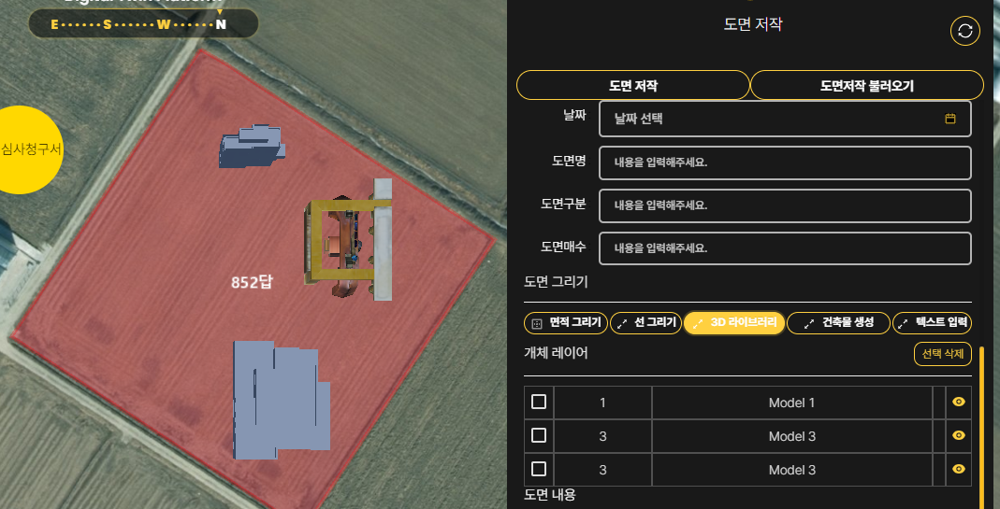 Digital Twin Platform
E S W N
심사청구서
852답
도면 저작
도면 저작
도면저작 불러오기
날짜
날짜 선택
도면명
내용을 입력해주세요.
도면구분
내용을 입력해주세요.
도면매수
내용을 입력해주세요.
도면 그리기
면적 그리기
선 그리기
3D 라이브러리
건축물 생성
텍스트 입력
개체 레이어
선택 삭제
1 Model 1
3 Model 3
3 Model 3
도면 내용